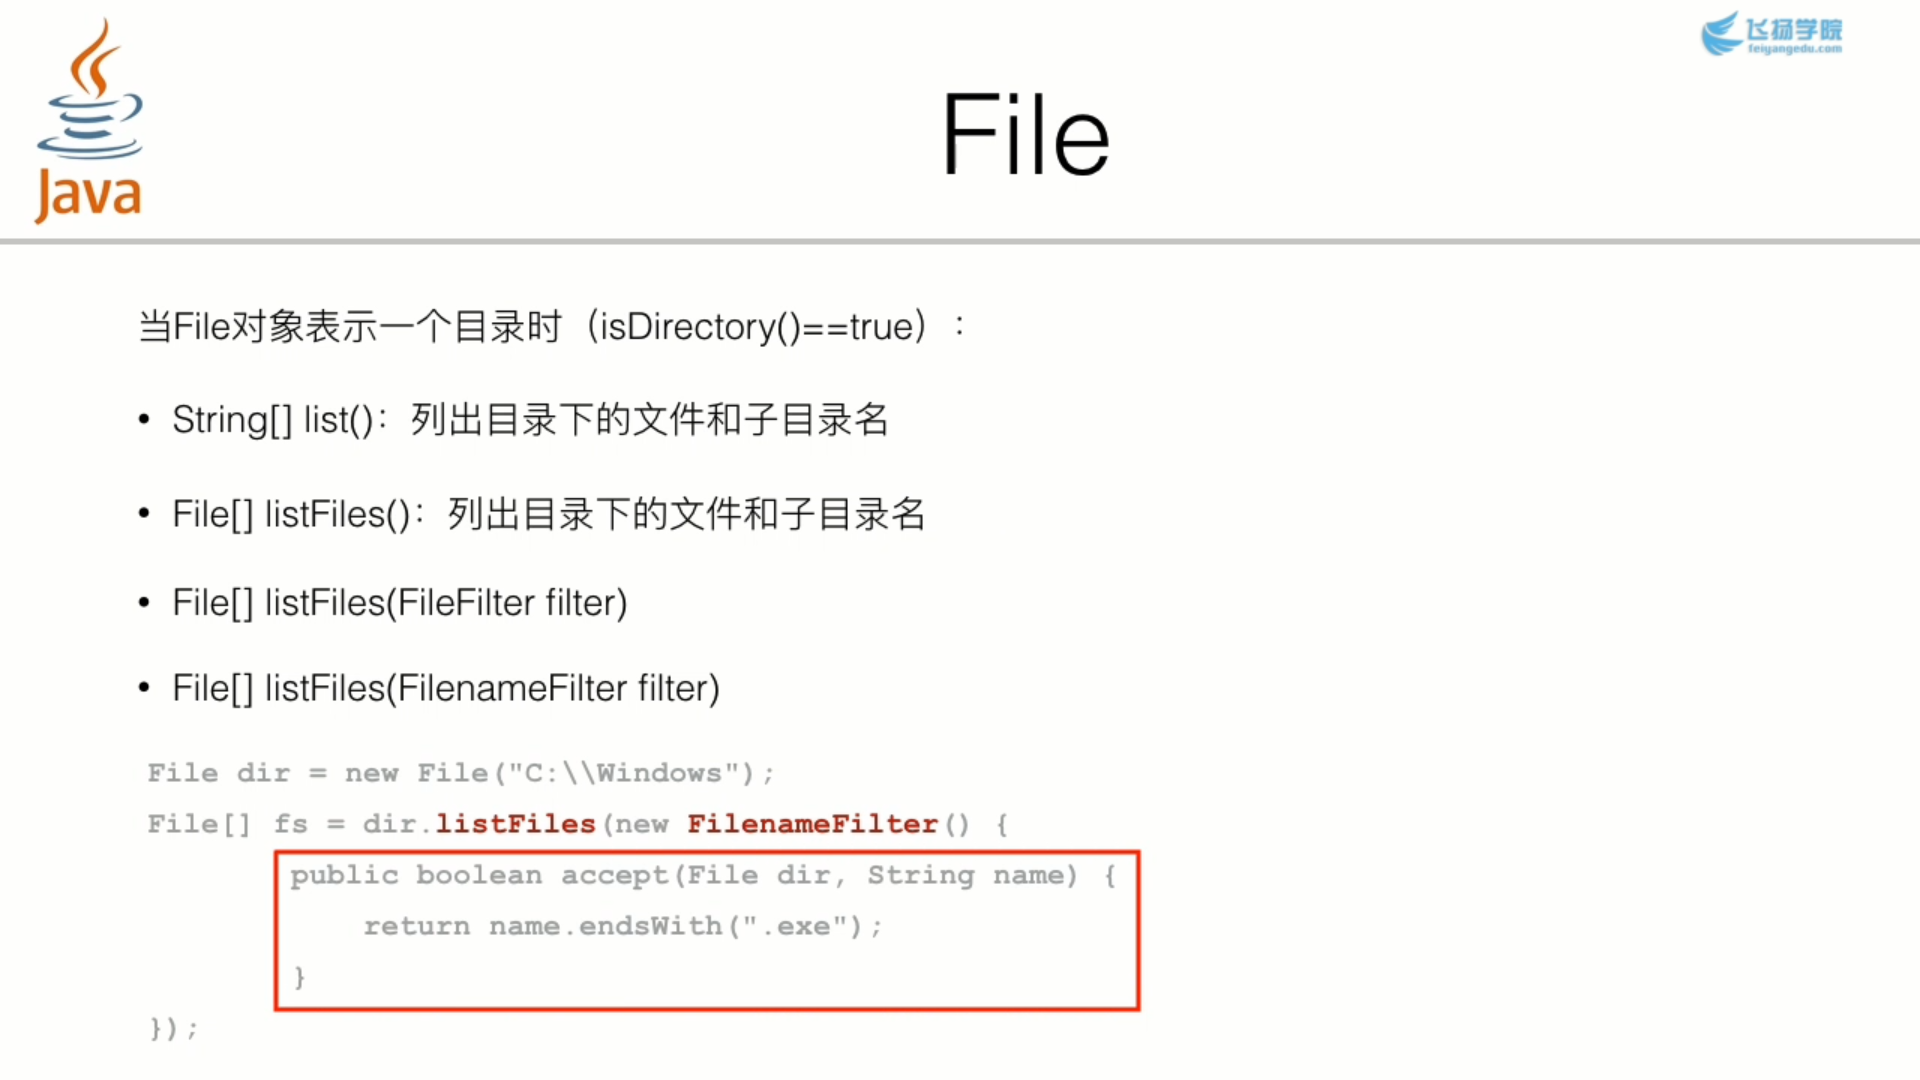 Java
飞扬学院
feiyangedu.com
File
当File对象表示一个目录时（isDirectory()==true）：
• String[] list()：列出目录下的文件和子目录名
• File[] listFiles()：列出目录下的文件和子目录名
• File[] listFiles(FileFilter filter)
• File[] listFiles(FilenameFilter filter)
File dir = new File("C:\\Windows");
File[] fs = dir.listFiles(new FilenameFilter() {
public boolean accept(File dir, String name) {
return name.endsWith(".exe");
}
});